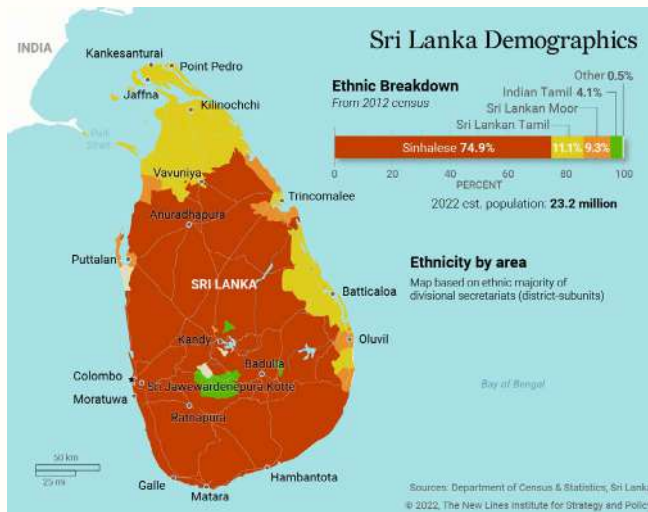 Sri Lanka Demographics
INDIA
Kankesanturai
Point Pedro
Jaffna
Kilinochchi
Palk
Strait
Vavuniya
Trincomalee
Anuradhapura
Puttalan
SRI LANKA
Batticaloa
Kandy
Oluvil
Badulla
Colombo
Sri Jawewardenepura Kotte
Moratuwa
Ratnapura
Hambantota
Galle
Matara
50 km
25 mi
Ethnic Breakdown
From 2012 census
Other 0.5%
Indian Tamil 4.1%
Sri Lankan Moor
Sri Lankan Tamil
Sinhalese 74.9%
11.1%
9.3%
0 20 40 60 80 100
PERCENT
2022 est. population: 23.2 million
Ethnicity by area
Map based on ethnic majority of
divisional secretariats (district-subunits)
Bay of Bengal
Sources: Department of Census & Statistics, Sri Lanka
© 2022, The New Lines Institute for Strategy and Policy